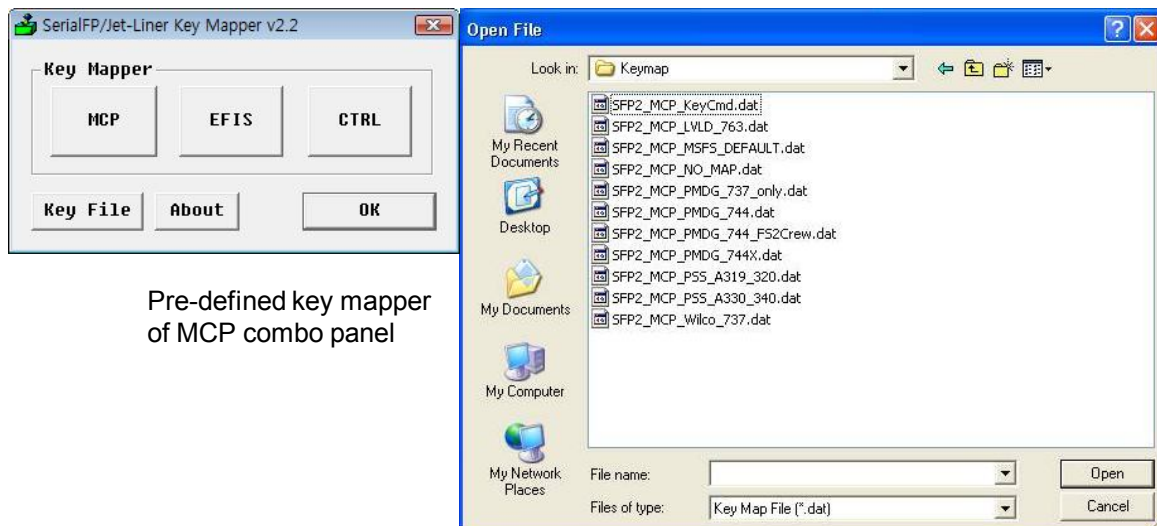 SerialFP/Jet-Liner Key Mapper v2.2
Key Mapper
MCP
EFIS
CTRL
Key File
About
OK
Pre-defined key mapper
of MCP combo panel
Open File
Look in:
Keymap
My Recent
Documents
Desktop
My Documents
My Computer
My Network
Places
SFP2_MCP_KeyCmd.dat
SFP2_MCP_LVLD_763.dat
SFP2_MCP_MSFS_DEFAULT.dat
SFP2_MCP_NO_MAP.dat
SFP2_MCP_PMDG_737_only.dat
SFP2_MCP_PMDG_744.dat
SFP2_MCP_PMDG_744_FS2Crew.dat
SFP2_MCP_PMDG_744X.dat
SFP2_MCP_PSS_A319_320.dat
SFP2_MCP_PSS_A330_340.dat
SFP2_MCP_Wilco_737.dat
File name:
Open
Files of type:
Key Map File (*.dat)
Cancel